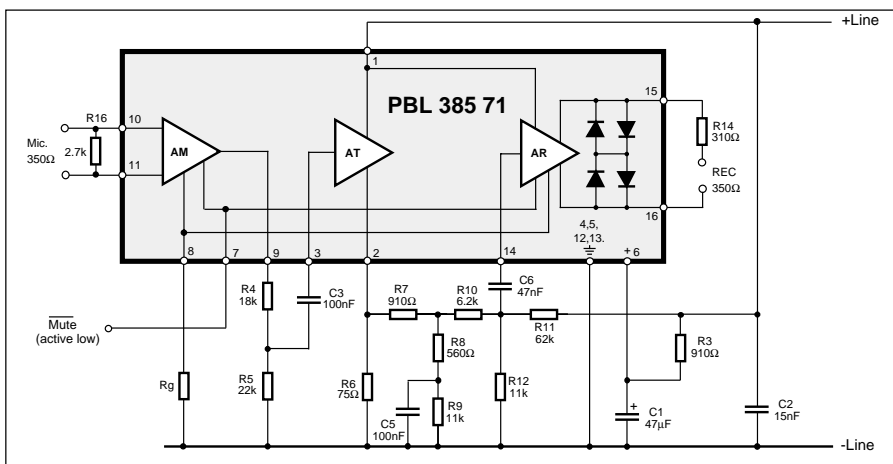 +Line
1
PBL 385 71
15
R16
10
R14
310Ω
Mic.
350Ω
2.7k
AM
AT
AR
REC
350Ω
11
16
4,5,
12,13.
+ 6
8
7
9
3
2
14
R4
18k
C3
100nF
R7
910Ω
R10
6.2k
C6
47nF
R11
62k
Mute
(active low)
R8
560Ω
R3
910Ω
Rg
R5
22k
R6
75Ω
R12
11k
R9
11k
C5
100nF
+
C1
47µF
C2
15nF
-Line